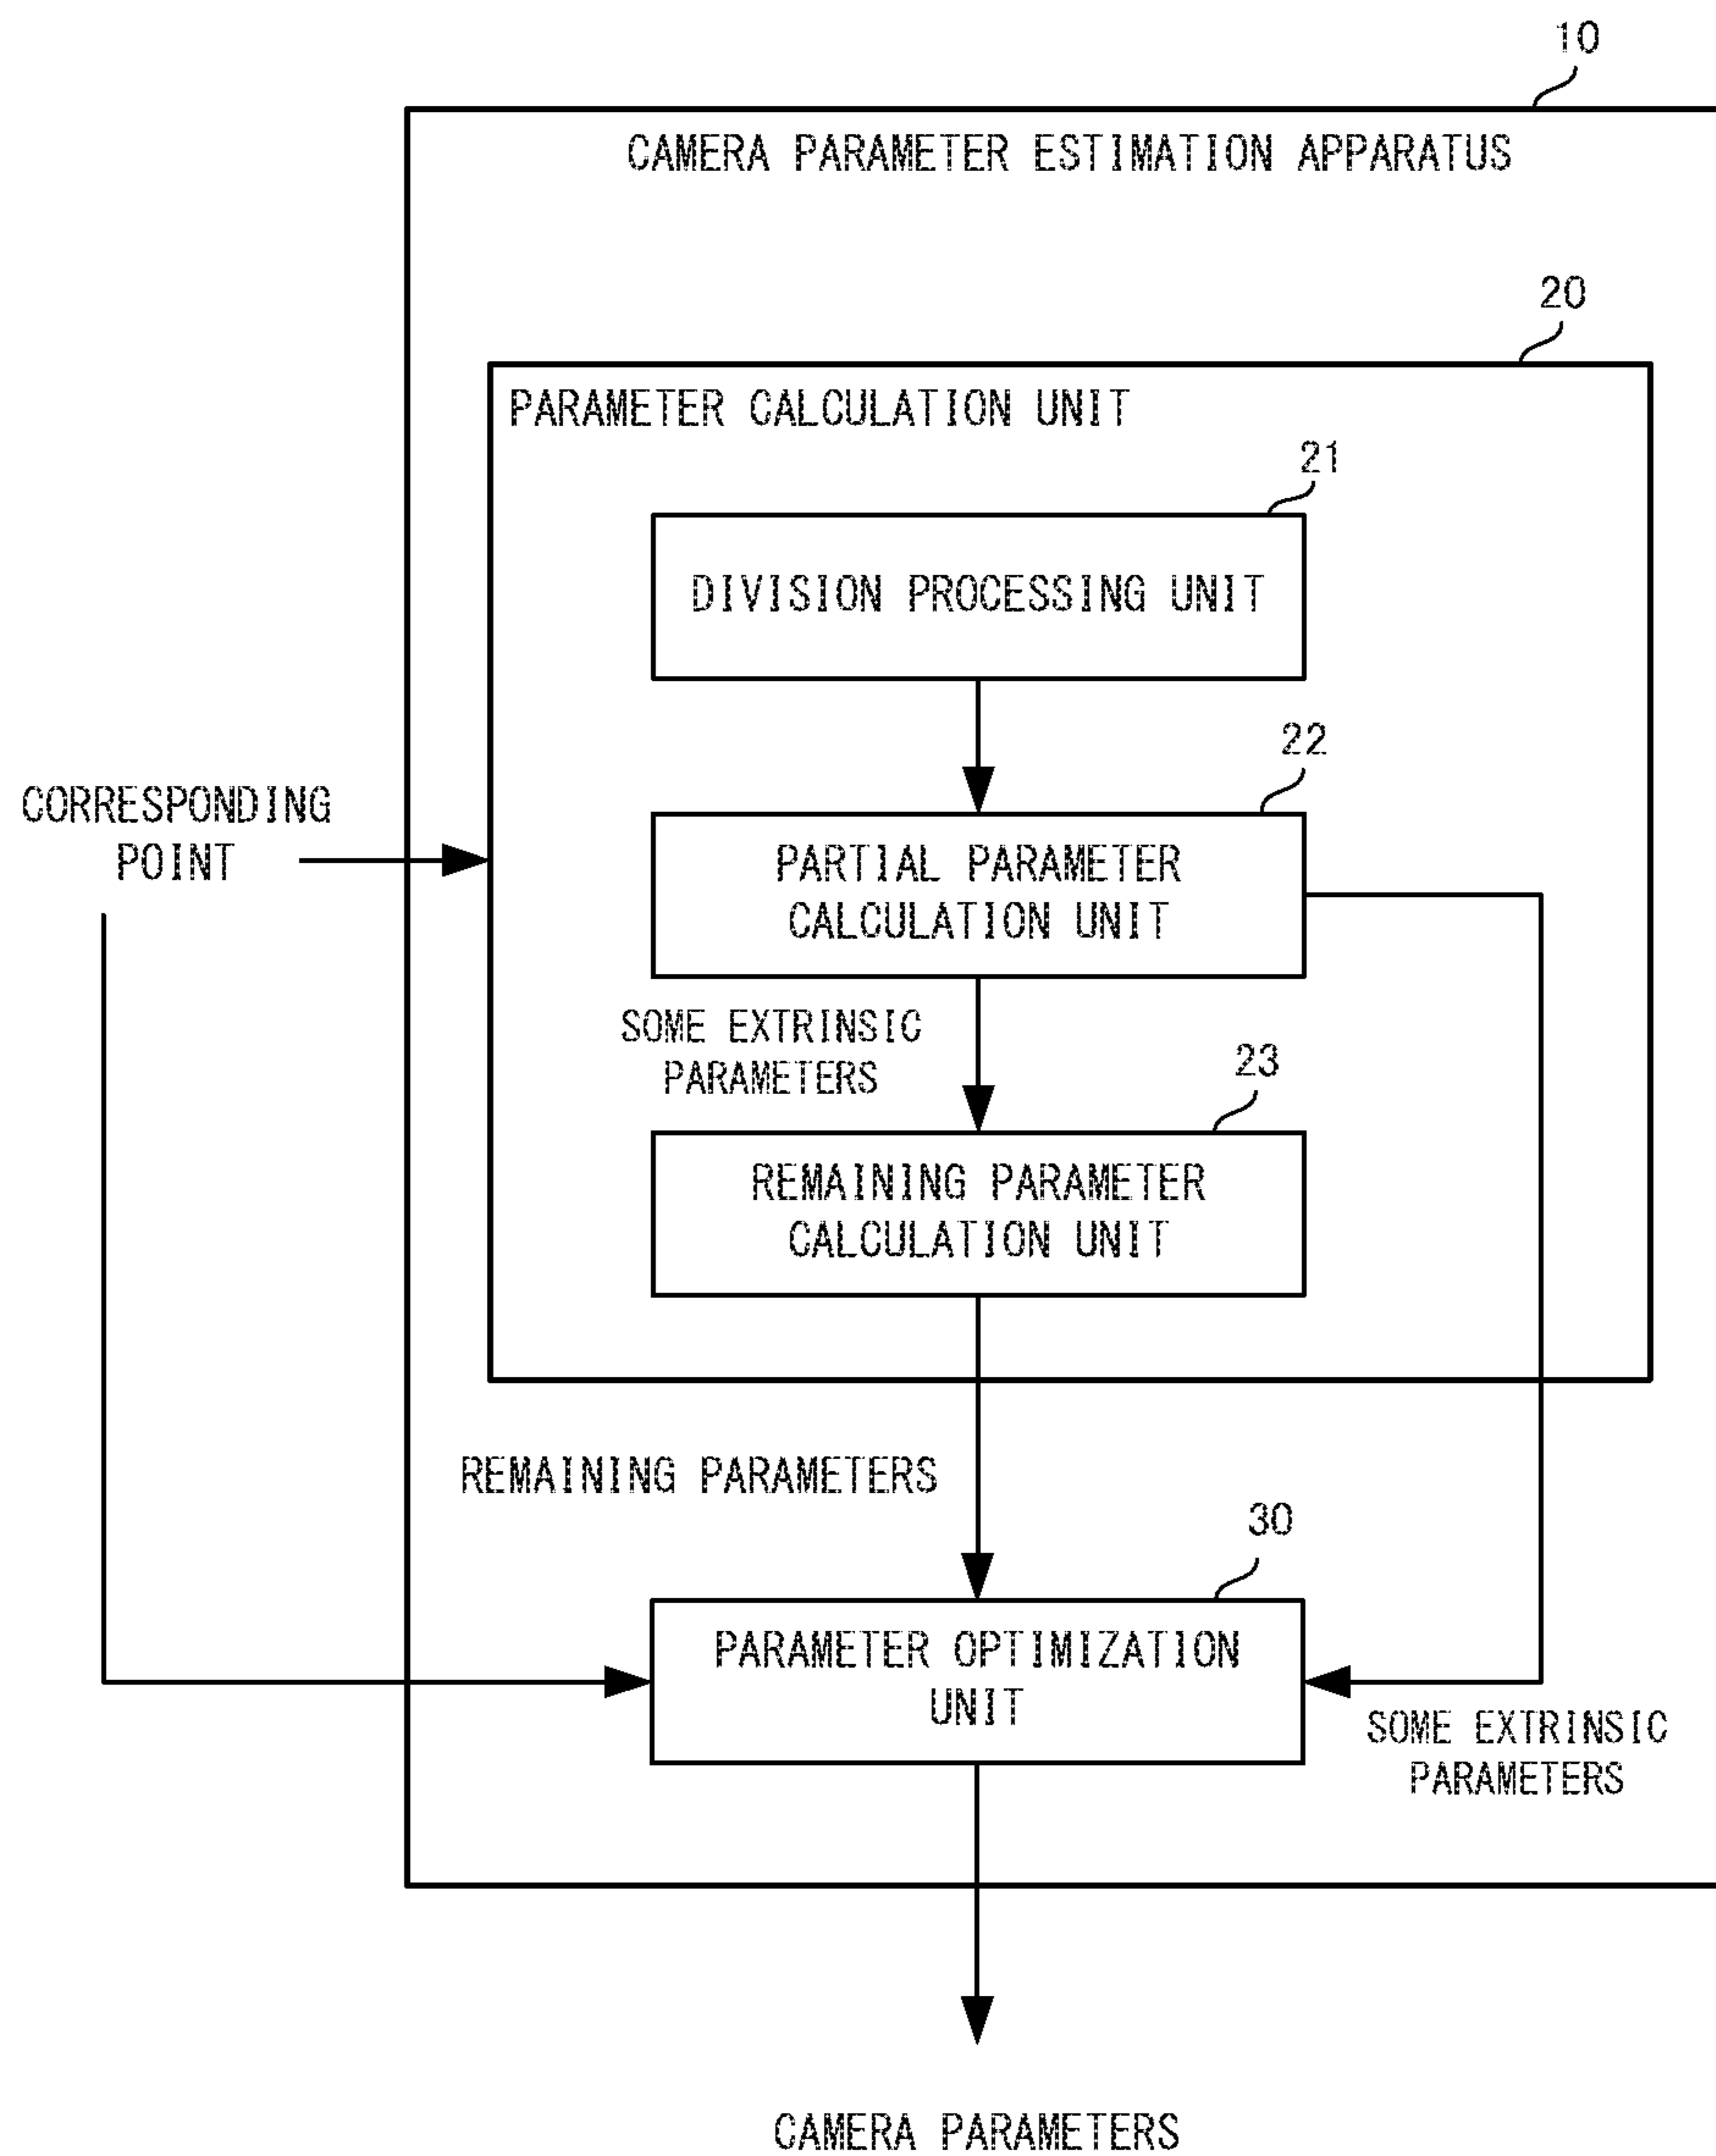 10
CAMERA PARAMETER ESTIMATION APPARATUS
20
PARAMETER CALCULATION UNIT
21
DIVISION PROCESSING UNIT
22
CORRESPONDING
POINT
PARTIAL PARAMETER
CALCULATION UNIT
SOME EXTRINSIC
PARAMETERS
23
REMAINING PARAMETER
CALCULATION UNIT
REMAINING PARAMETERS
30
PARAMETER OPTIMIZATION
UNIT
SOME EXTRINSIC
PARAMETERS
CAMERA PARAMETERS